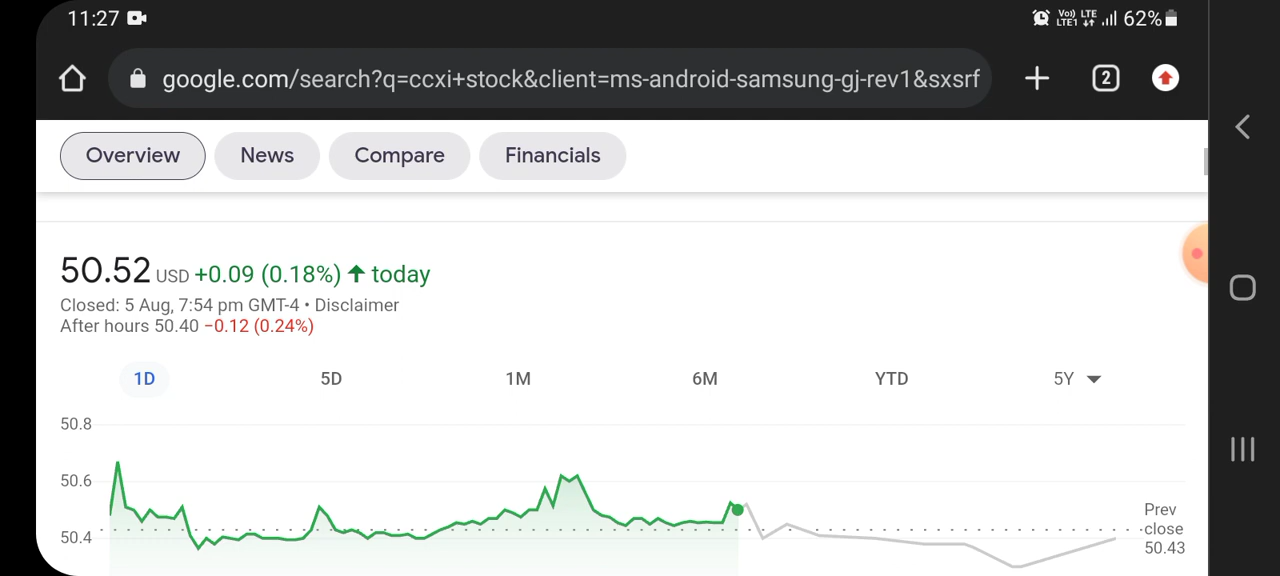 11:27
Vo) LTE
LTE1
62%
google.com/search?q=ccxi+stock&client=ms-android-samsung-gj-rev1&sxsrf
2
Overview News Compare Financials
50.52 USD +0.09 (0.18%) ↑ today
Closed: 5 Aug, 7:54 pm GMT-4 • Disclaimer
After hours 50.40 −0.12 (0.24%)
1D 5D 1M 6M YTD 5Y
50.8
50.6
50.4
Prev
close
50.43